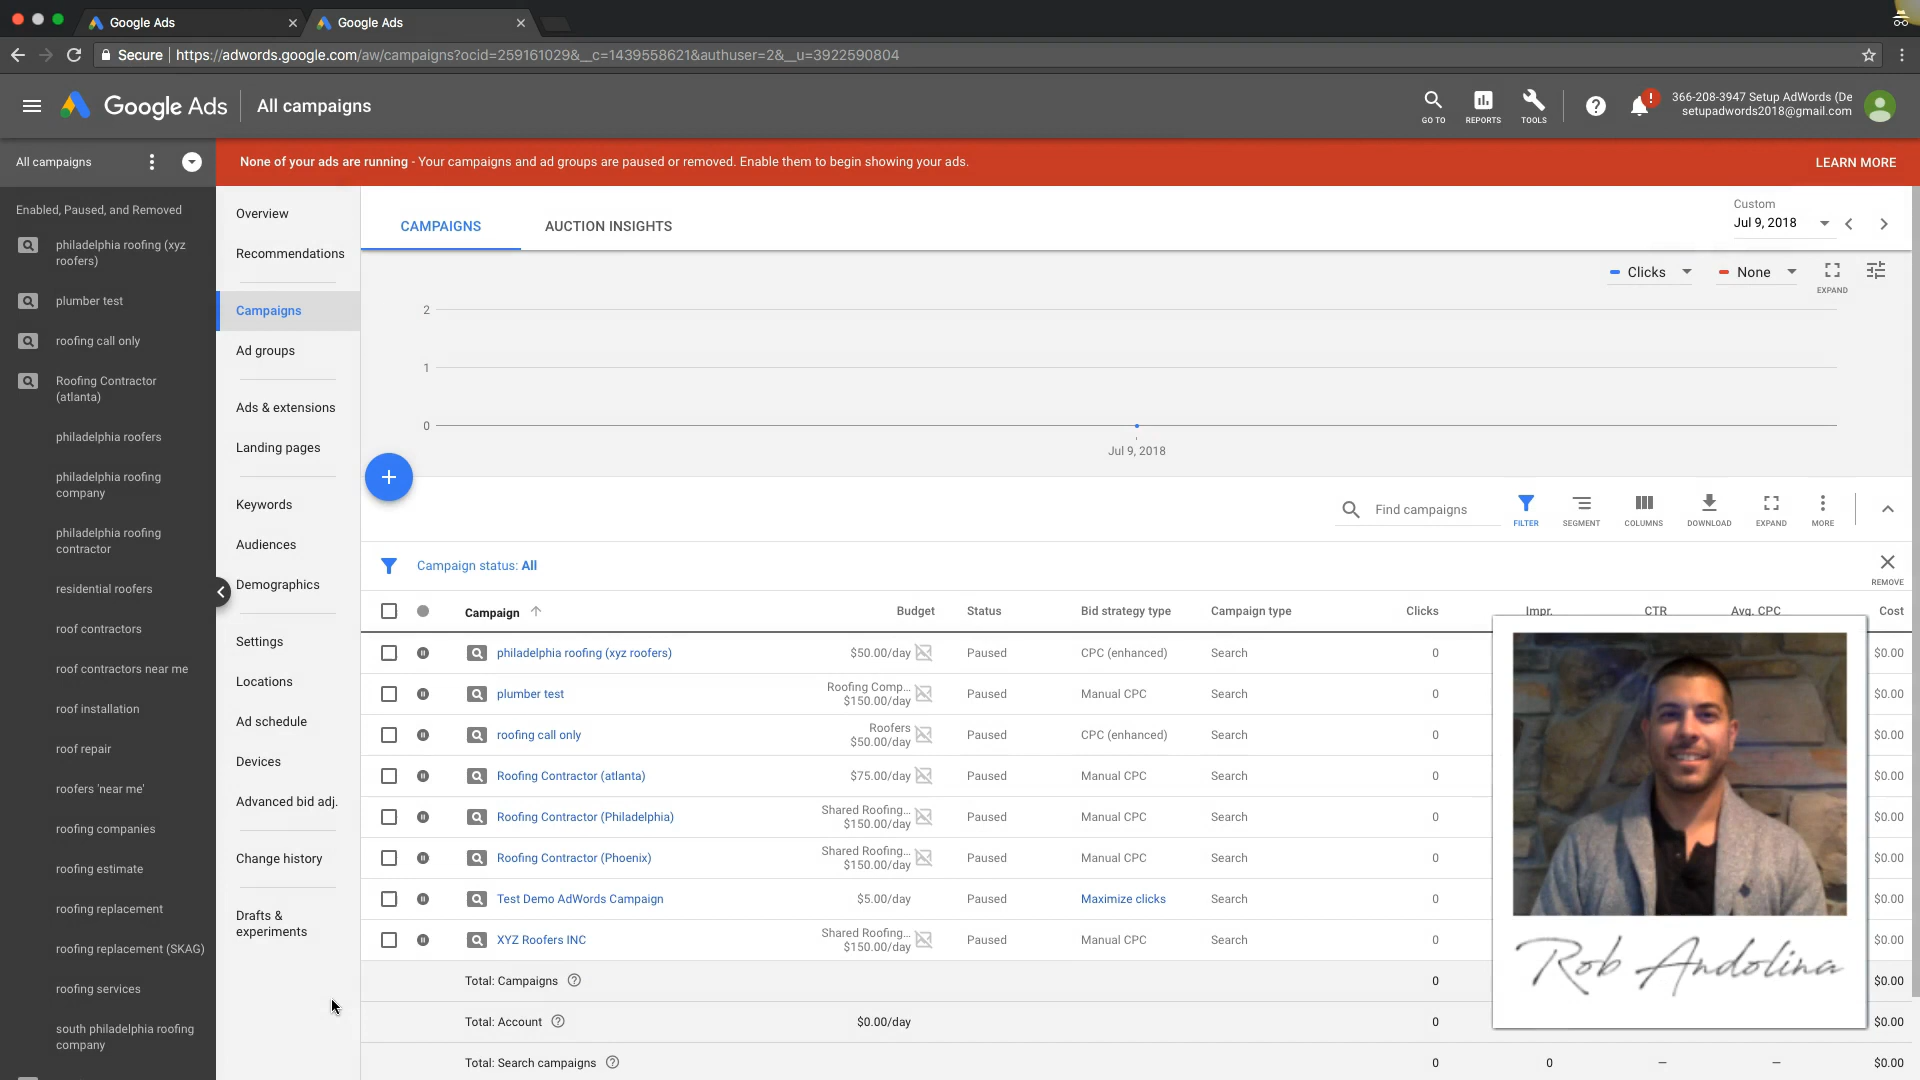 Google Ads
Google Ads
Secure
https://adwords.google.com/aw/campaigns?ocid=259161029&__c=1439558621&authuser=2&__u=3922590804
Google Ads
All campaigns
GO TO
REPORTS
TOOLS
?
!
366-208-3947 Setup AdWords (De
setupadwords2018@gmail.com
All campaigns
None of your ads are running - Your campaigns and ad groups are paused or removed. Enable them to begin showing your ads.
LEARN MORE
Enabled, Paused, and Removed
philadelphia roofing (xyz
roofers)
plumber test
roofing call only
Roofing Contractor
(atlanta)
philadelphia roofers
philadelphia roofing
company
philadelphia roofing
contractor
residential roofers
roof contractors
roof contractors near me
roof installation
roof repair
roofers 'near me'
roofing companies
roofing estimate
roofing replacement
roofing replacement (SKAG)
roofing services
south philadelphia roofing
company
Overview
Recommendations
Campaigns
Ad groups
Ads & extensions
Landing pages
Keywords
Audiences
Demographics
Settings
Locations
Ad schedule
Devices
Advanced bid adj.
Change history
Drafts &
experiments
CAMPAIGNS
AUCTION INSIGHTS
Custom
Jul 9, 2018
Clicks
None
EXPAND
2
1
0
Jul 9, 2018
+
Find campaigns
FILTER
SEGMENT
COLUMNS
DOWNLOAD
EXPAND
MORE
Campaign status: All
REMOVE
Campaign Budget Status Bid strategy type Campaign type Clicks Impr. CTR Avg. CPC Cost
philadelphia roofing (xyz roofers) $50.00/day Paused CPC (enhanced) Search 0 $0.00
plumber test Roofing Comp... $150.00/day Paused Manual CPC Search 0 $0.00
roofing call only Roofers $50.00/day Paused CPC (enhanced) Search 0 $0.00
Roofing Contractor (atlanta) $75.00/day Paused Manual CPC Search 0 $0.00
Roofing Contractor (Philadelphia) Shared Roofing... $150.00/day Paused Manual CPC Search 0 $0.00
Roofing Contractor (Phoenix) Shared Roofing... $150.00/day Paused Manual CPC Search 0 $0.00
Test Demo AdWords Campaign $5.00/day Paused Maximize clicks Search 0 $0.00
XYZ Roofers INC Shared Roofing... $150.00/day Paused Manual CPC Search 0 $0.00
Total: Campaigns ? 0 $0.00
Total: Account ? $0.00/day 0 $0.00
Total: Search campaigns ? 0 0 – – $0.00
Rob Andolina